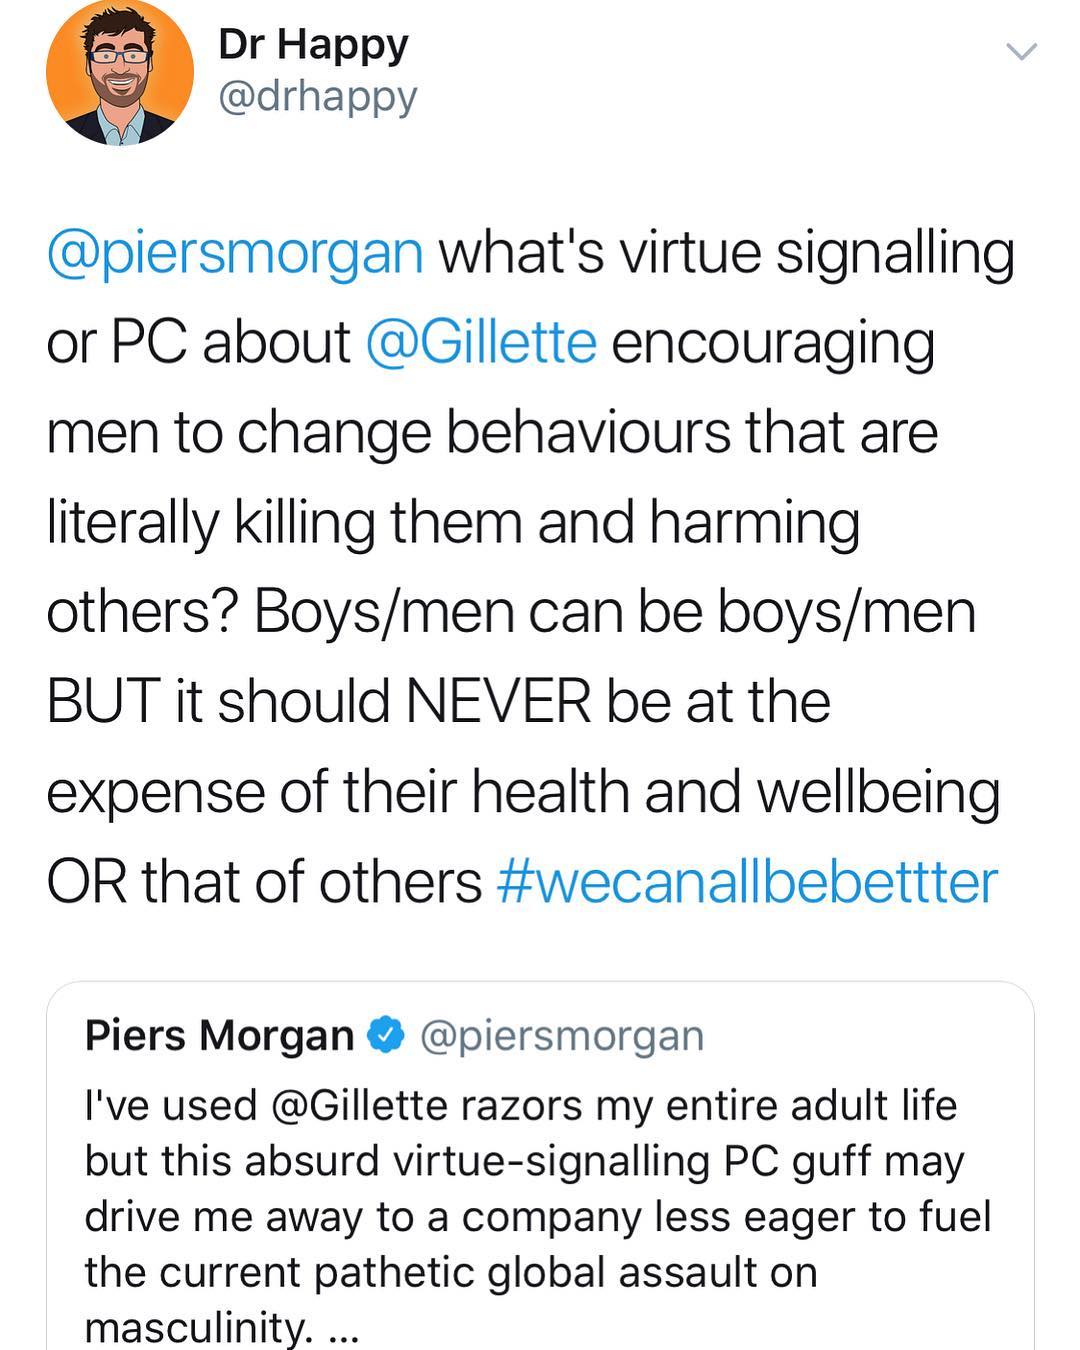 Dr Happy
@drhappy
@piersmorgan what's virtue signalling
or PC about @Gillette encouraging
men to change behaviours that are
literally killing them and harming
others? Boys/men can be boys/men
BUT it should NEVER be at the
expense of their health and wellbeing
OR that of others #wecanallbebettter
Piers Morgan @piersmorgan
I've used @Gillette razors my entire adult life
but this absurd virtue-signalling PC guff may
drive me away to a company less eager to fuel
the current pathetic global assault on
masculinity. ...